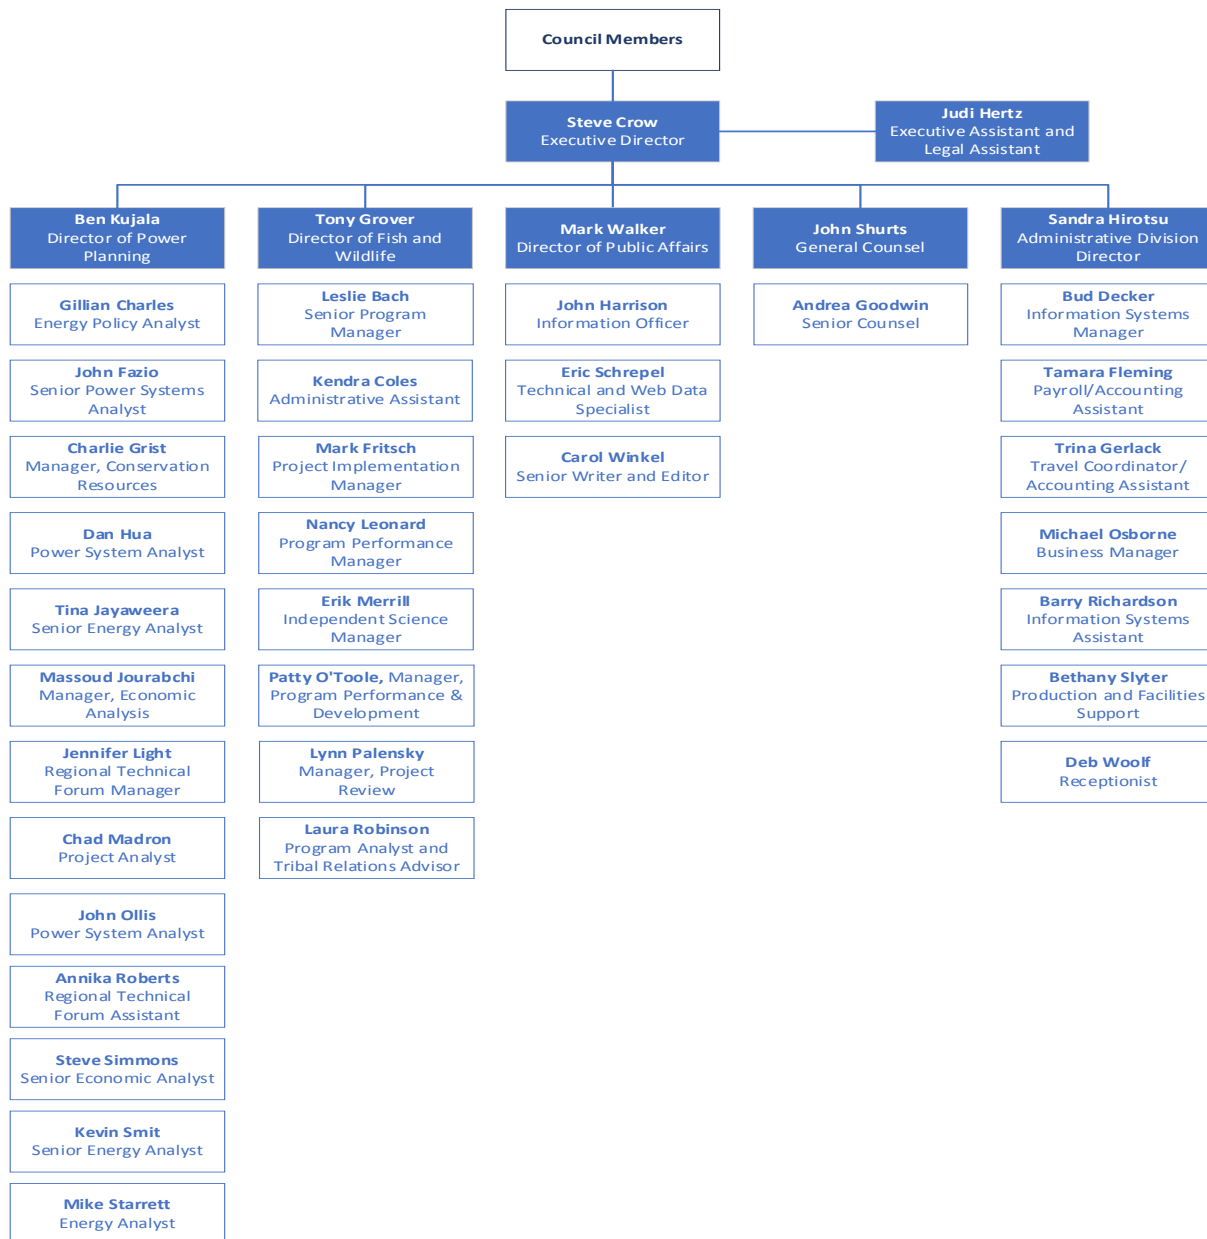 Council Members
Steve Crow
Executive Director
Judi Hertz
Executive Assistant and
Legal Assistant
Ben Kujala
Director of Power
Planning
Gillian Charles
Energy Policy Analyst
John Fazio
Senior Power Systems
Analyst
Charlie Grist
Manager, Conservation
Resources
Dan Hua
Power System Analyst
Tina Jayaweera
Senior Energy Analyst
Massoud Jourabchi
Manager, Economic
Analysis
Jennifer Light
Regional Technical
Forum Manager
Chad Madron
Project Analyst
John Ollis
Power System Analyst
Annika Roberts
Regional Technical
Forum Assistant
Steve Simmons
Senior Economic Analyst
Kevin Smit
Senior Energy Analyst
Mike Starrett
Energy Analyst
Tony Grover
Director of Fish and
Wildlife
Leslie Bach
Senior Program
Manager
Kendra Coles
Administrative Assistant
Mark Fritsch
Project Implementation
Manager
Nancy Leonard
Program Performance
Manager
Erik Merrill
Independent Science
Manager
Patty O'Toole, Manager,
Program Performance &
Development
Lynn Palensky
Manager, Project
Review
Laura Robinson
Program Analyst and
Tribal Relations Advisor
Mark Walker
Director of Public Affairs
John Harrison
Information Officer
Eric Schrepel
Technical and Web Data
Specialist
Carol Winkel
Senior Writer and Editor
John Shurts
General Counsel
Andrea Goodwin
Senior Counsel
Sandra Hirotsu
Administrative Division
Director
Bud Decker
Information Systems
Manager
Tamara Fleming
Payroll/Accounting
Assistant
Trina Gerlack
Travel Coordinator/
Accounting Assistant
Michael Osborne
Business Manager
Barry Richardson
Information Systems
Assistant
Bethany Slyter
Production and Facilities
Support
Deb Woolf
Receptionist